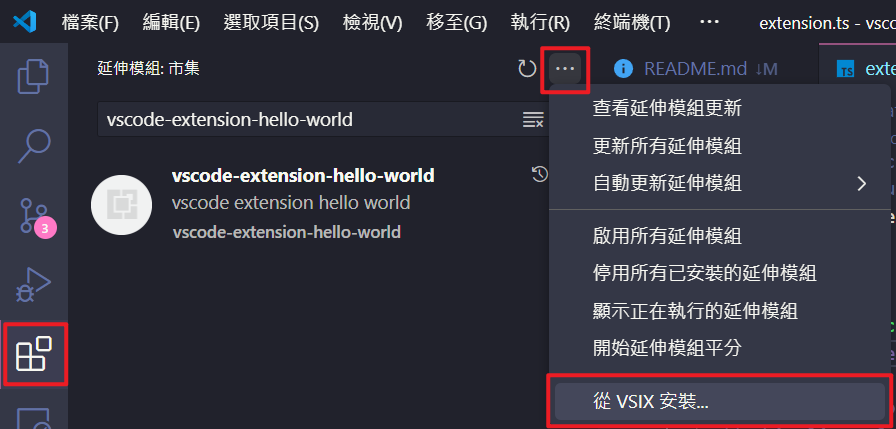 檔案(F) 編輯(E) 選取項目(S) 檢視(V) 移至(G) 執行(R) 終端機(T) ··· extension.ts - vsco
延伸模組: 市集
README.md ↓M
TS exte
vscode-extension-hello-world
vscode-extension-hello-world
vscode extension hello world
vscode-extension-hello-world
3
查看延伸模組更新
更新所有延伸模組
自動更新延伸模組
啟用所有延伸模組
停用所有已安裝的延伸模組
顯示正在執行的延伸模組
開始延伸模組平分
從 VSIX 安裝...